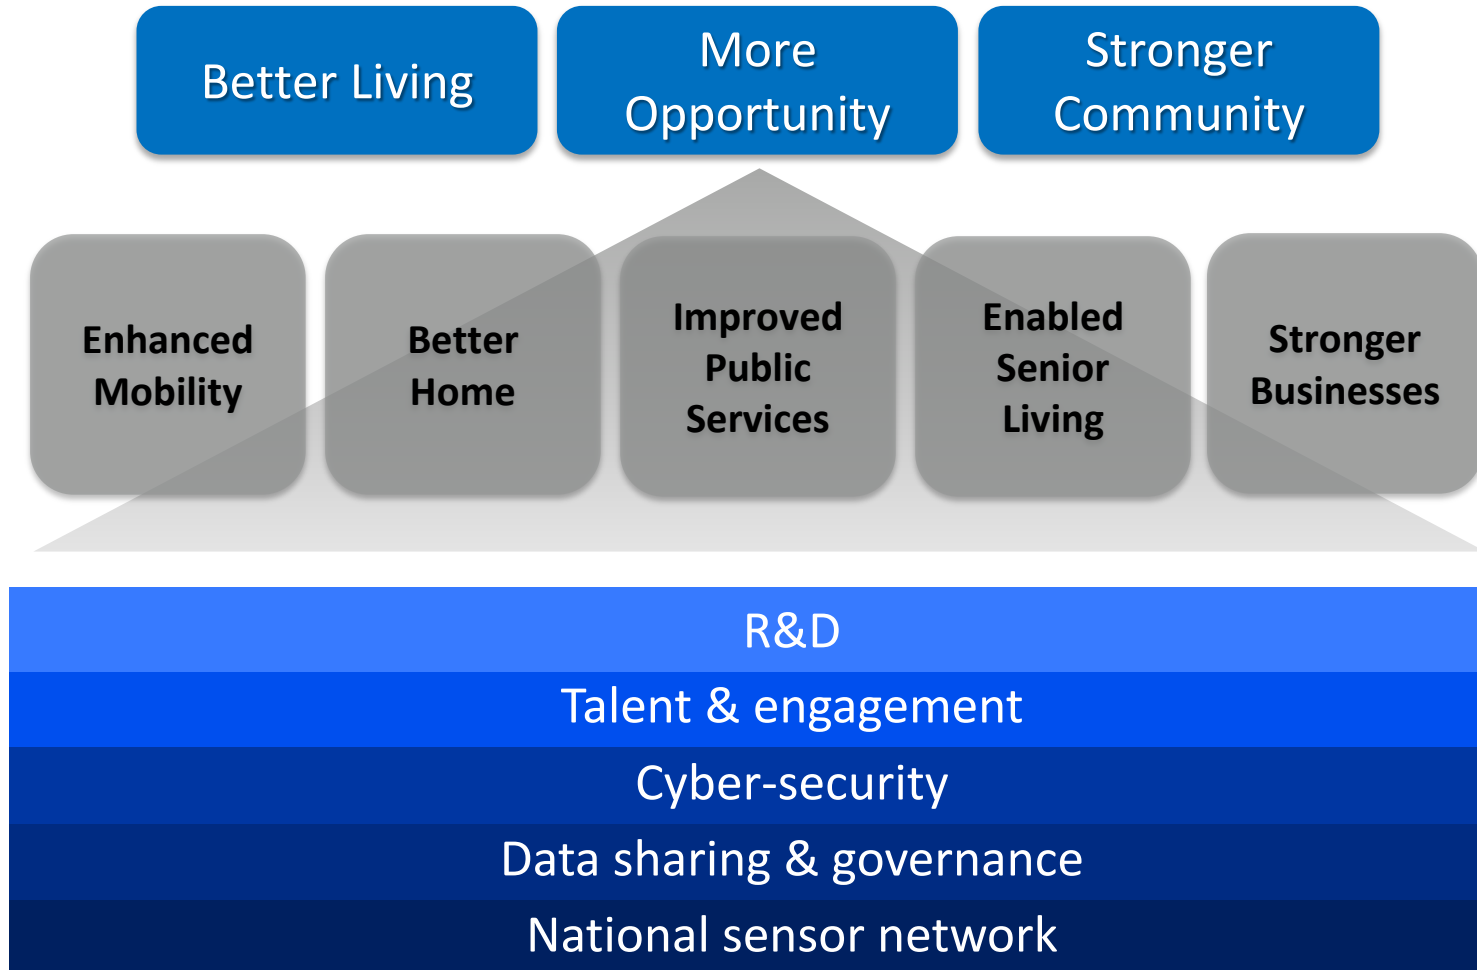 Better Living
More
Opportunity
Stronger
Community
Enhanced
Mobility
Better
Home
Improved
Public
Services
Enabled
Senior
Living
Stronger
Businesses
R&D
Talent & engagement
Cyber-security
Data sharing & governance
National sensor network